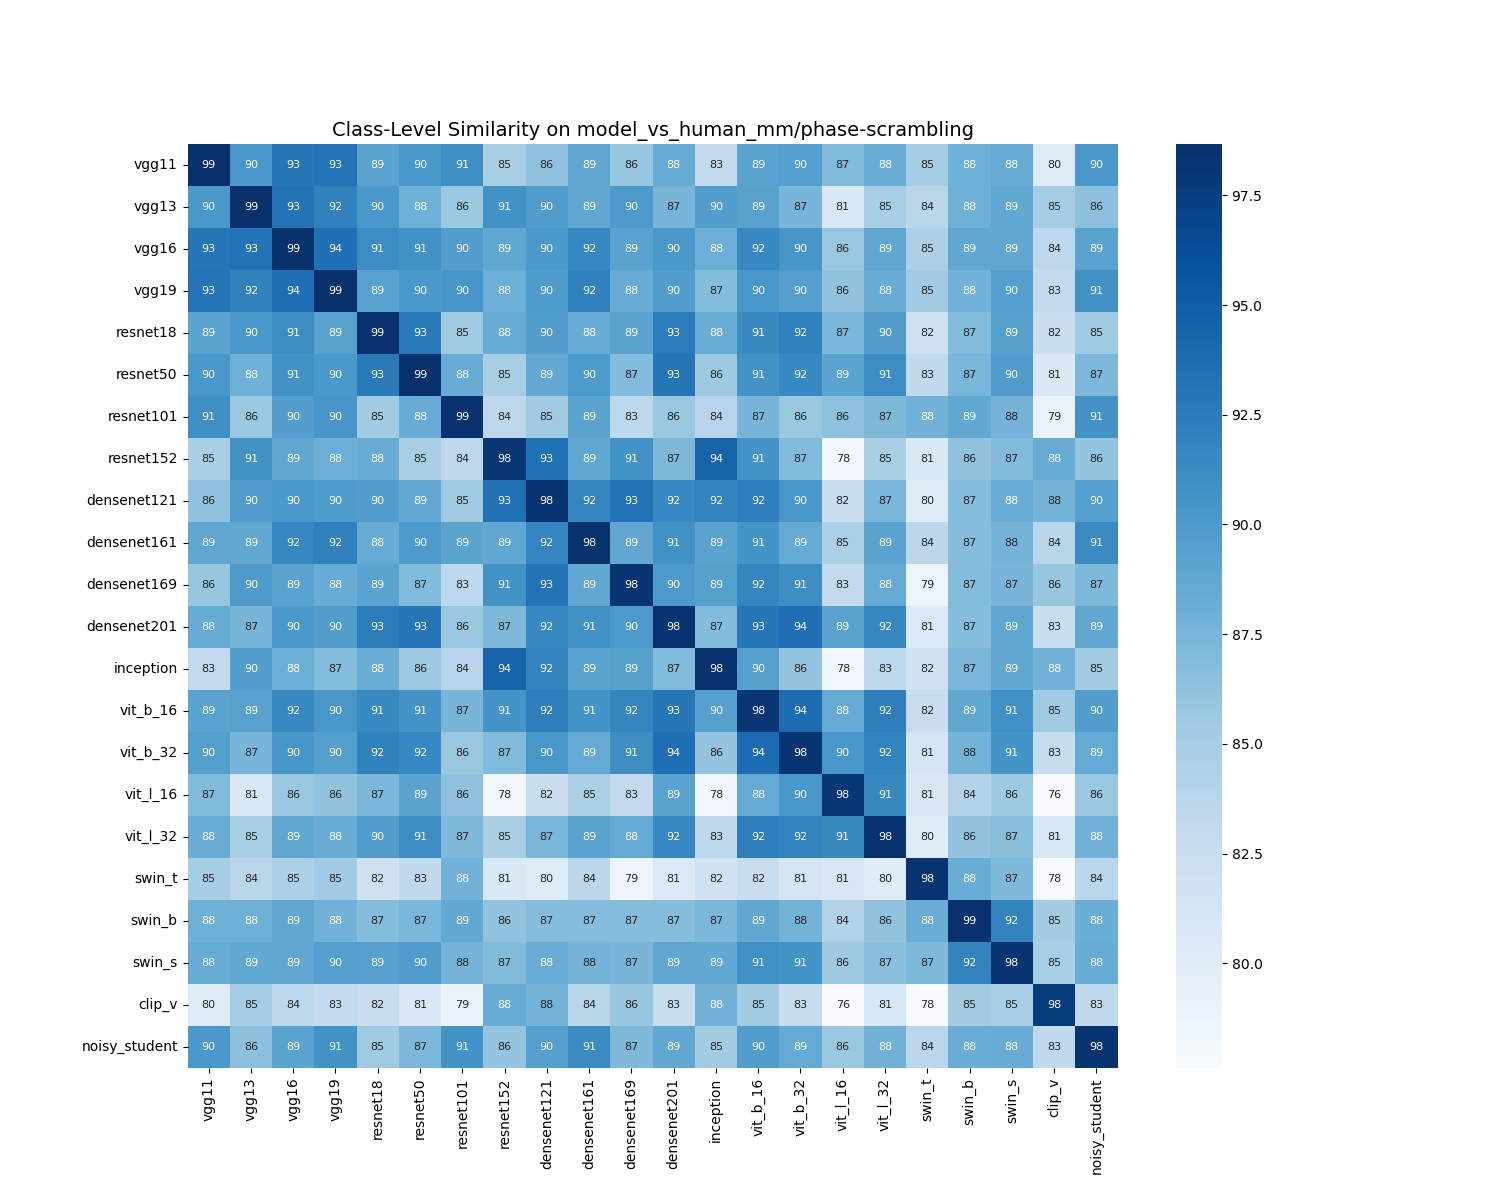 Class-Level Similarity on model_vs_human_mm/phase-scrambling
vgg11 99 90 93 93 89 90 91 85 86 89 86 88 83 89 90 87 88 85 88 88 80 90
vgg13 90 99 93 92 90 88 86 91 90 89 90 87 90 89 87 81 85 84 88 89 85 86
vgg16 93 93 99 94 91 91 90 89 90 92 89 90 88 92 90 86 89 85 89 89 84 89
vgg19 93 92 94 99 89 90 90 88 90 92 88 90 87 90 90 86 88 85 88 90 83 91
resnet18 89 90 91 89 99 93 85 88 90 88 89 93 88 91 92 87 90 82 87 89 82 85
resnet50 90 88 91 90 93 99 88 85 89 90 87 93 86 91 92 89 91 83 87 90 81 87
resnet101 91 86 90 90 85 88 99 84 85 89 83 86 84 87 86 86 87 88 89 88 79 91
resnet152 85 91 89 88 88 85 84 98 93 89 91 87 94 91 87 78 85 81 86 87 88 86
densenet121 86 90 90 90 90 89 85 93 98 92 93 92 92 92 90 82 87 80 87 88 88 90
densenet161 89 89 92 92 88 90 89 89 92 98 89 91 89 91 89 85 89 84 87 88 84 91
densenet169 86 90 89 88 89 87 83 91 93 89 98 90 89 92 91 83 88 79 87 87 86 87
densenet201 88 87 90 90 93 93 86 87 92 91 90 98 87 93 94 89 92 81 87 89 83 89
inception 83 90 88 87 88 86 84 94 92 89 89 87 98 90 86 78 83 82 87 89 88 85
vit_b_16 89 89 92 90 91 91 87 91 92 91 92 93 90 98 94 88 92 82 89 91 85 90
vit_b_32 90 87 90 90 92 92 86 87 90 89 91 94 86 94 98 90 92 81 88 91 83 89
vit_l_16 87 81 86 86 87 89 86 78 82 85 83 89 78 88 90 98 91 81 84 86 76 86
vit_l_32 88 85 89 88 90 91 87 85 87 89 88 92 83 92 92 91 98 80 86 87 81 88
swin_t 85 84 85 85 82 83 88 81 80 84 79 81 82 82 81 81 80 98 88 87 78 84
swin_b 88 88 89 88 87 87 89 86 87 87 87 87 87 89 88 84 86 88 99 92 85 88
swin_s 88 89 89 90 89 90 88 87 88 88 87 89 89 91 91 86 87 87 92 98 85 88
clip_v 80 85 84 83 82 81 79 88 88 84 86 83 88 85 83 76 81 78 85 85 98 83
noisy_student 90 86 89 91 85 87 91 86 90 91 87 89 85 90 89 86 88 84 88 88 83 98
vgg11 vgg13 vgg16 vgg19 resnet18 resnet50 resnet101 resnet152 densenet121 densenet161 densenet169 densenet201 inception vit_b_16 vit_b_32 vit_l_16 vit_l_32 swin_t swin_b swin_s clip_v noisy_student
97.5
95.0
92.5
90.0
87.5
85.0
82.5
80.0